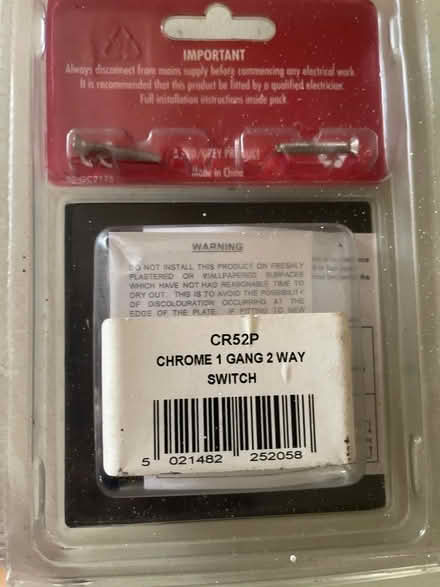 IMPORTANT
Always disconnect from mains supply before commencing any electrical work.
It is recommended that this product be fitted by a qualified electrician.
Full installation instructions inside pack.
Made in China
WARNING
DO NOT INSTALL THIS PRODUCT ON FRESHLY
PLASTERED OR WALLPAPERED SURFACES
WHICH HAVE NOT HAD REASONABLE TIME TO
DRY OUT. THIS IS TO AVOID THE POSSIBILITY
OF DISCOLOURATION OCCURRING AT THE
EDGE OF THE PLATE. IF FITTING TO NEW
CR52P
CHROME 1 GANG 2 WAY
SWITCH
5 021482 252058